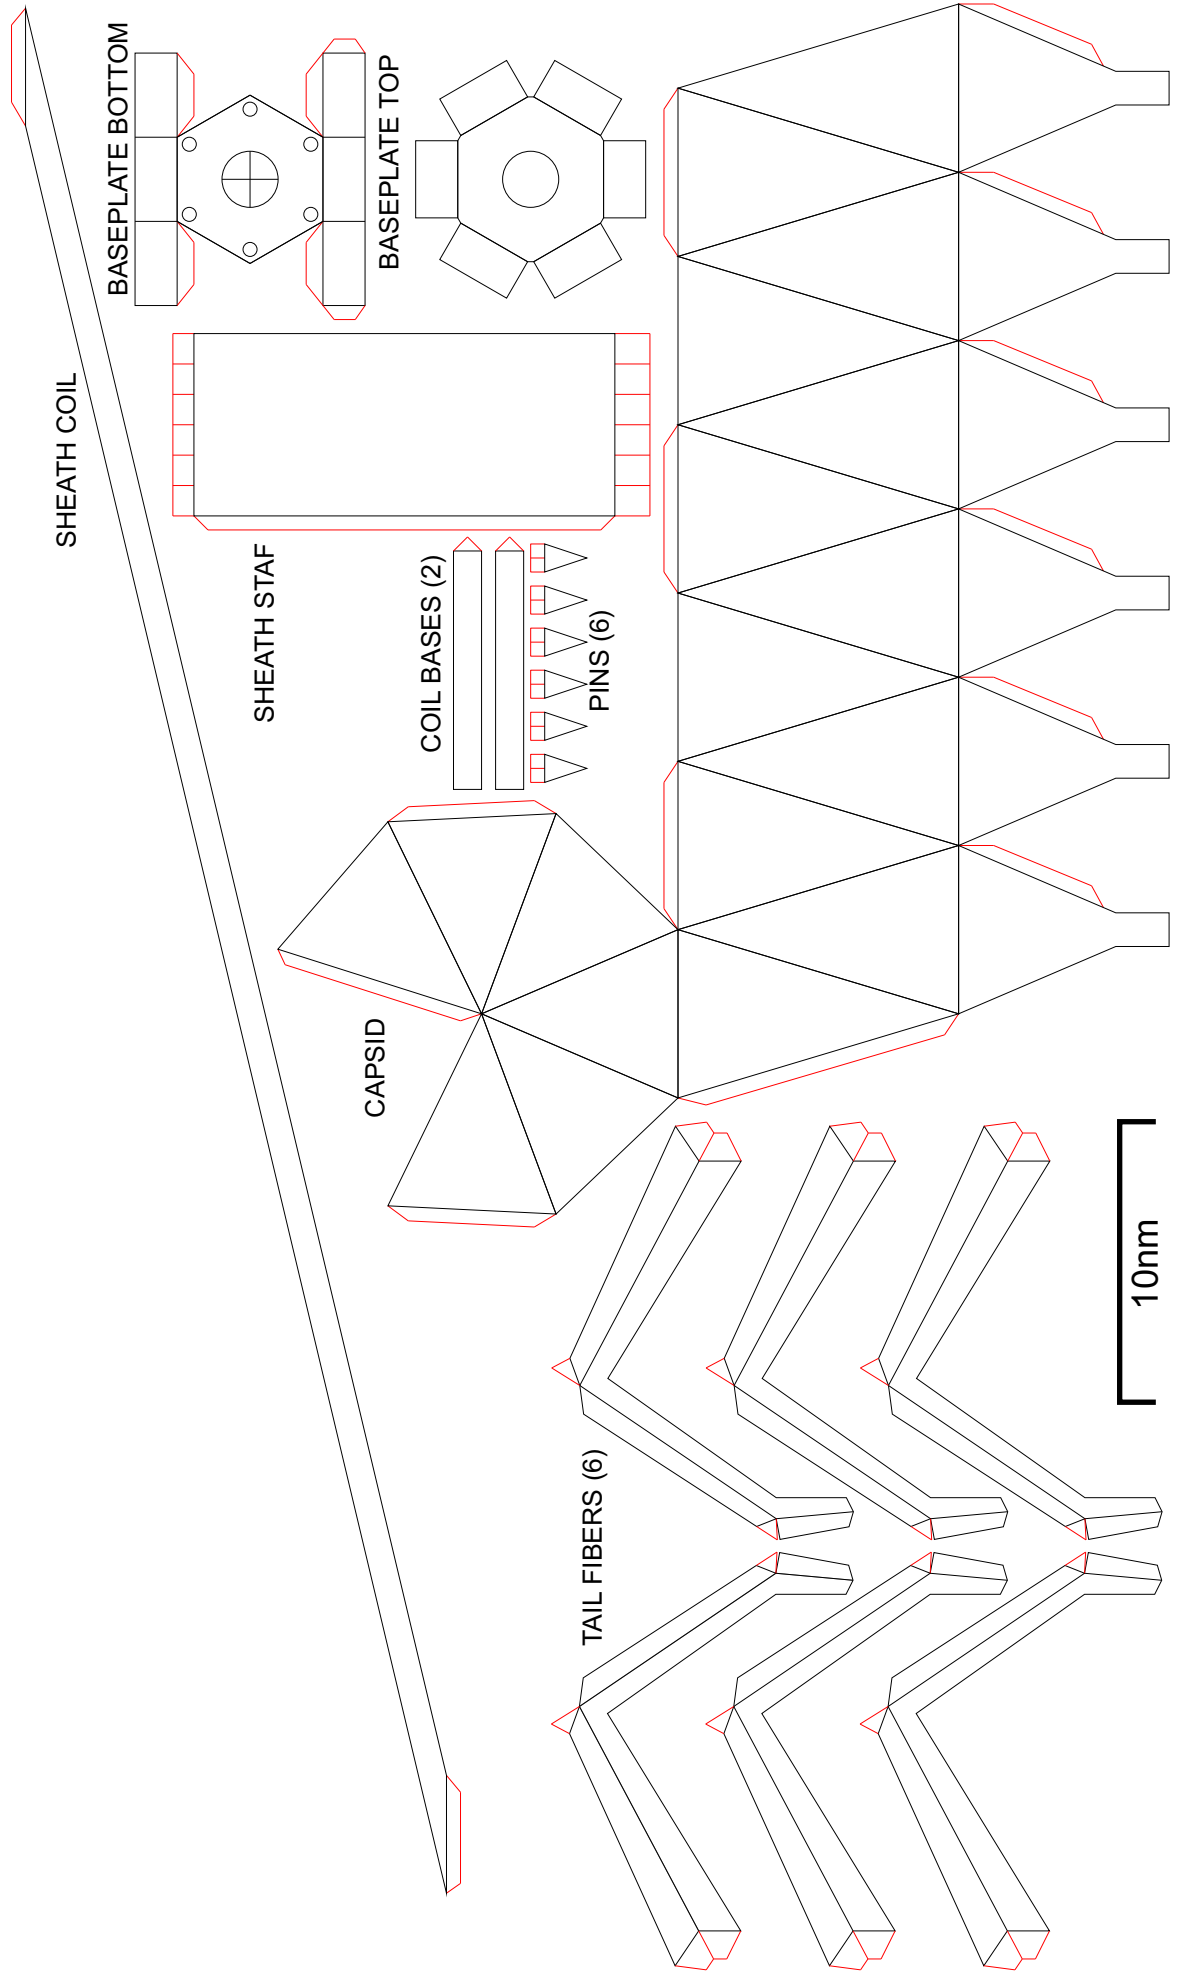 SHEATH COIL
BASEPLATE BOTTOM
BASEPLATE TOP
SHEATH STAF
COIL BASES (2)
PINS (6)
CAPSID
TAIL FIBERS (6)
10nm